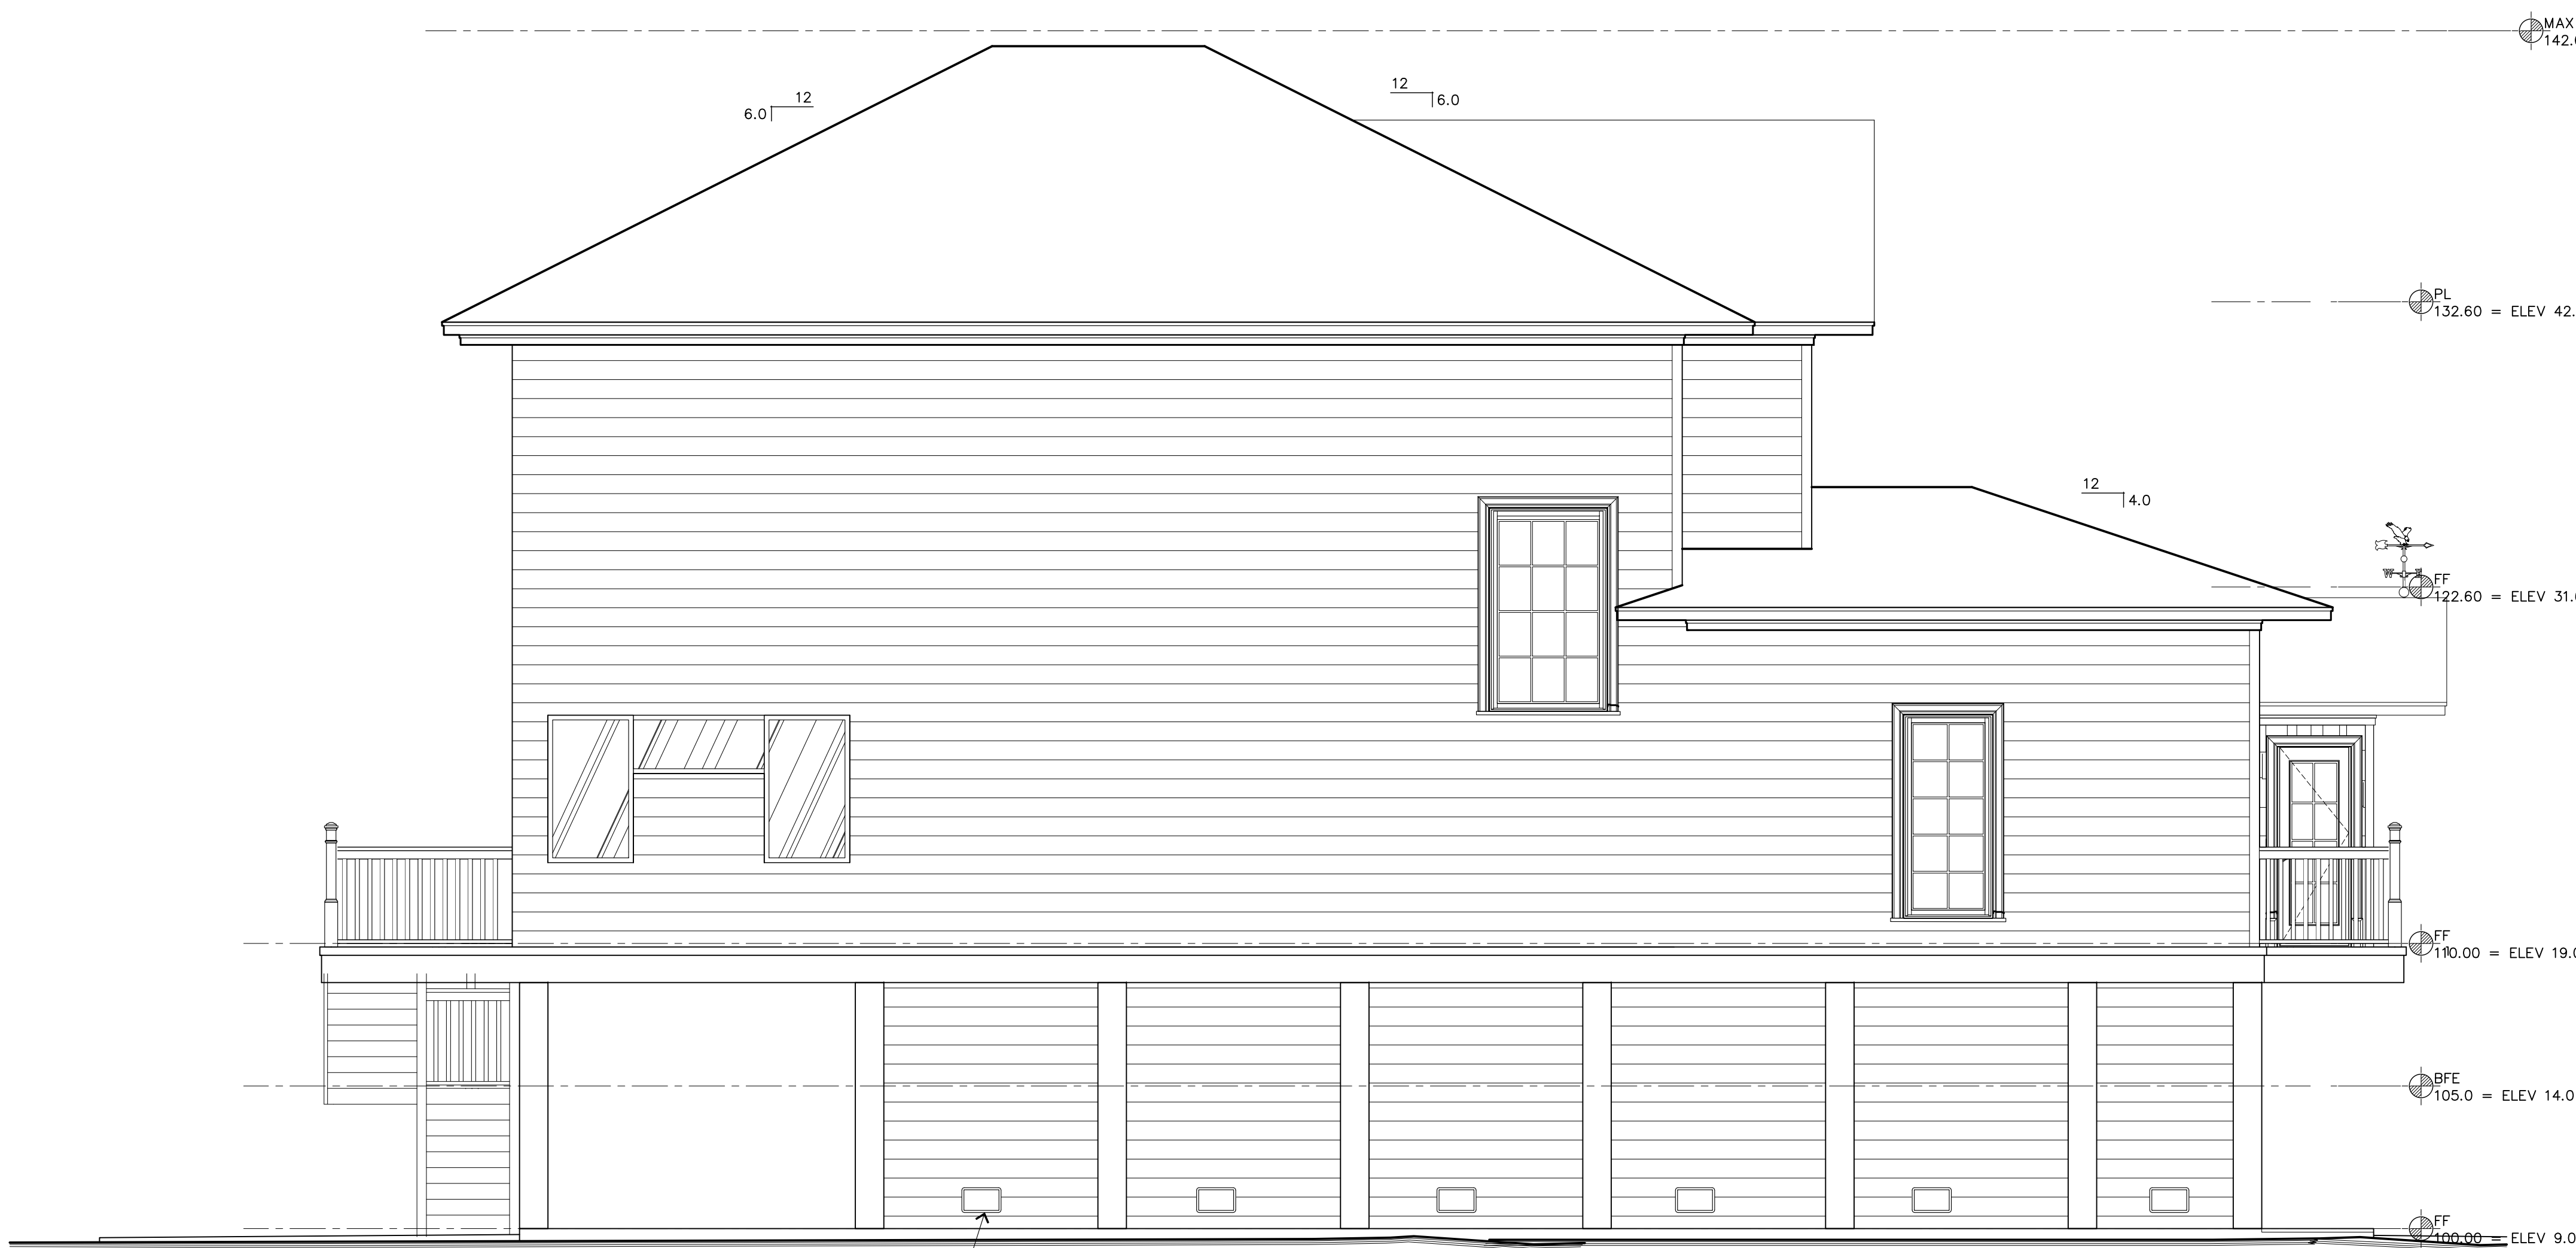 MAX
142.
12
6.0
12
6.0
PL
132.60 = ELEV 42.
12
4.0
W
FF
122.60 = ELEV 31.
FF
110.00 = ELEV 19.0
BFE
105.0 = ELEV 14.0
FF
100.00 = ELEV 9.0